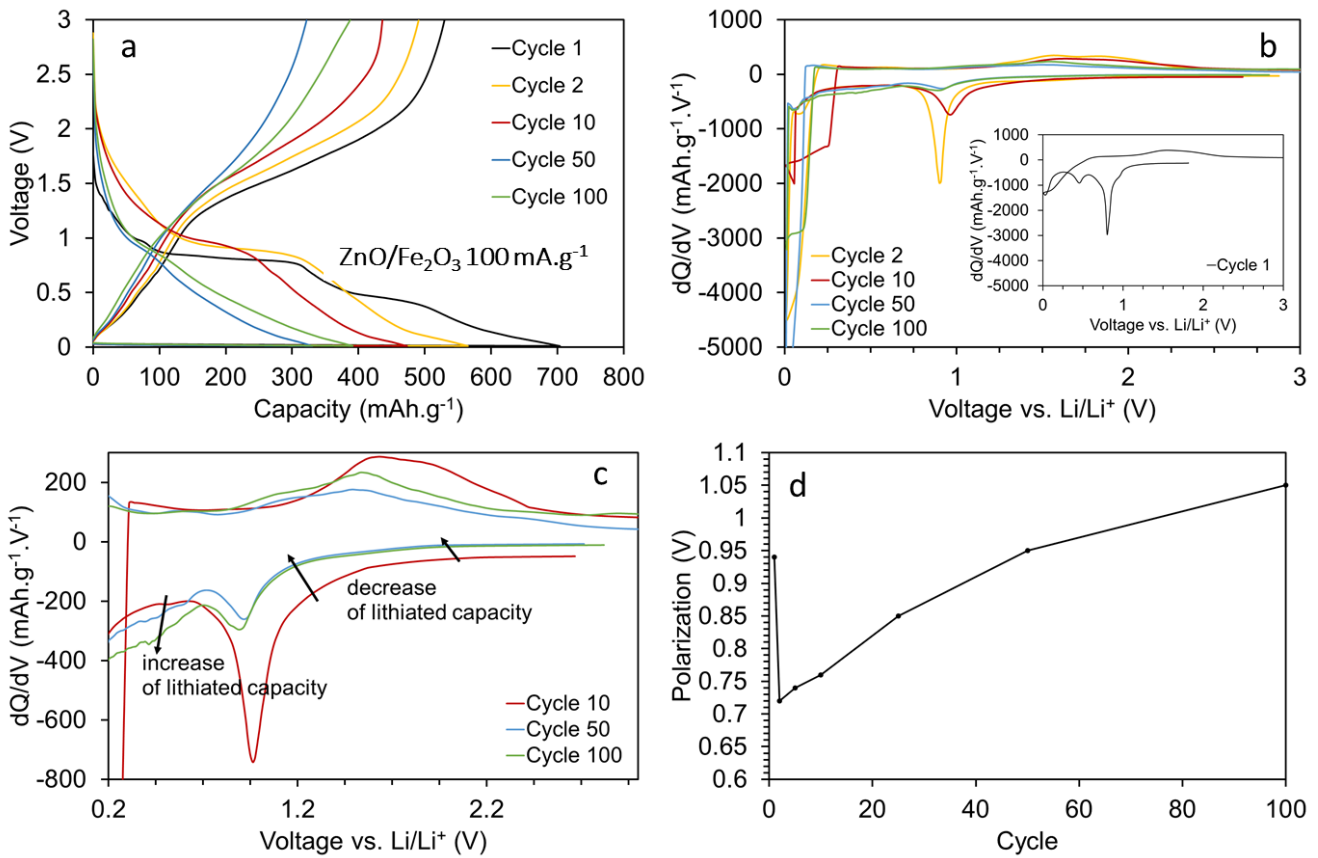 a
3
2.5
2
1.5
1
0.5
0
Voltage (V)
Cycle 1
Cycle 2
Cycle 10
Cycle 50
Cycle 100
ZnO/Fe₂O₃ 100 mA.g⁻¹
0 100 200 300 400 500 600 700 800
Capacity (mAh.g⁻¹)
b
1000
0
-1000
-2000
-3000
-4000
-5000
dQ/dV (mAh.g⁻¹.V⁻¹)
Cycle 2
Cycle 10
Cycle 50
Cycle 100
0 1 2 3
Voltage vs. Li/Li⁺ (V)
1000
0
-1000
-2000
-3000
-4000
-5000
dQ/dV (mAh.g⁻¹.V⁻¹)
Cycle 1
0 1 2 3
Voltage vs. Li/Li⁺ (V)
c
200
0
-200
-400
-600
-800
dQ/dV (mAh.g⁻¹.V⁻¹)
decrease
of lithiated capacity
increase
of lithiated capacity
Cycle 10
Cycle 50
Cycle 100
0.2 1.2 2.2
Voltage vs. Li/Li⁺ (V)
d
1.1
1.05
1
0.95
0.9
0.85
0.8
0.75
0.7
0.65
0.6
Polarization (V)
0 20 40 60 80 100
Cycle